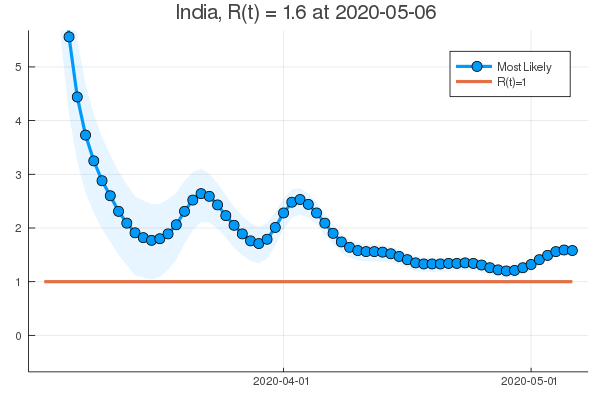 India, R(t) = 1.6 at 2020-05-06
Most Likely
R(t)=1
5
4
3
2
1
0
2020-04-01
2020-05-01